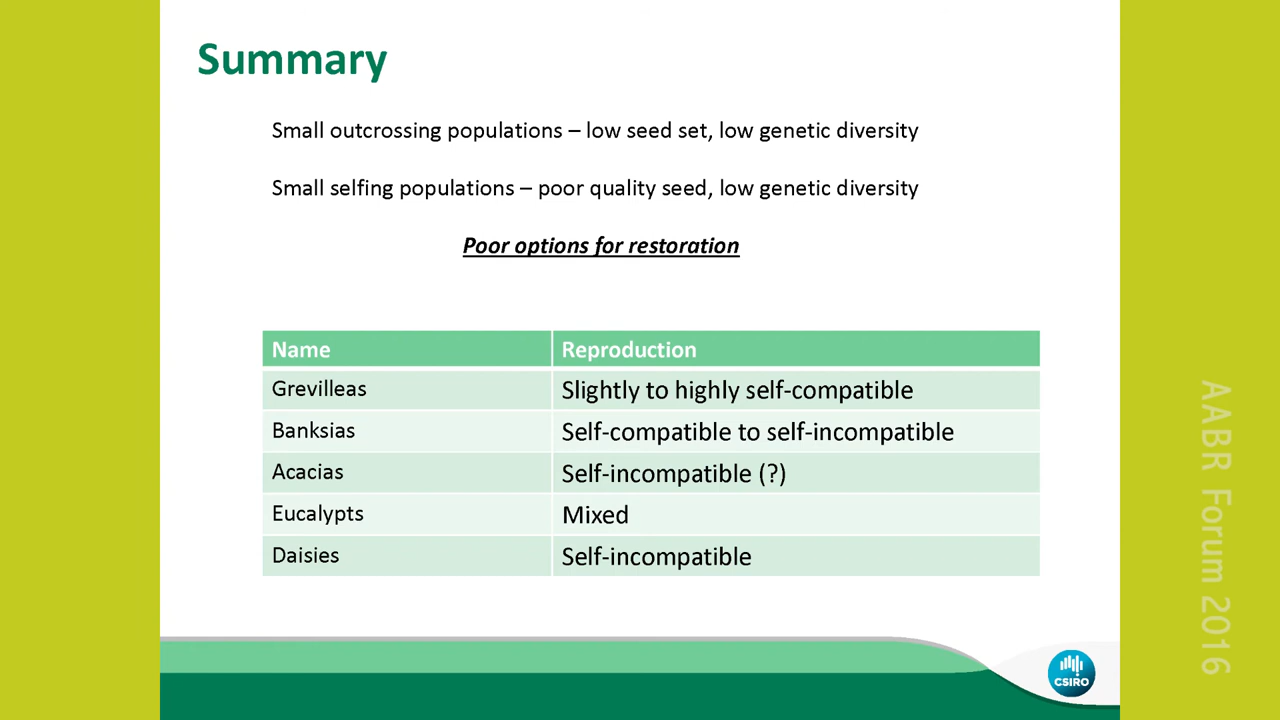 Summary
Small outcrossing populations – low seed set, low genetic diversity
Small selfing populations – poor quality seed, low genetic diversity
Poor options for restoration
Name Reproduction
Grevilleas Slightly to highly self-compatible
Banksias Self-compatible to self-incompatible
Acacias Self-incompatible (?)
Eucalypts Mixed
Daisies Self-incompatible
CSIRO
AABR Forum 2016